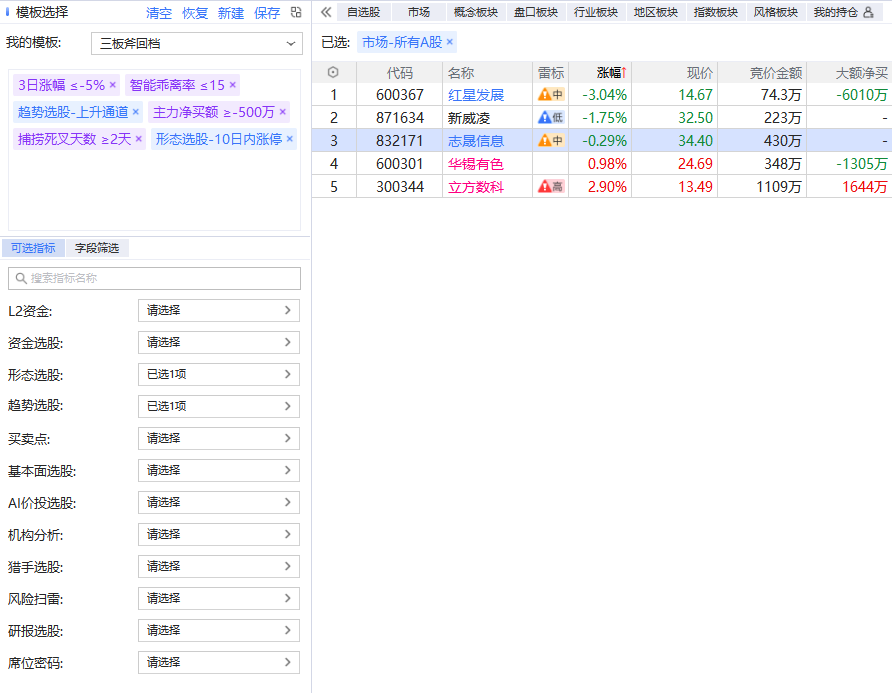 模板选择 清空 恢复 新建 保存
我的模板: 三板斧回档
3日涨幅 ≤-5% × 智能乖离率 ≤15 ×
趋势选股-上升通道 × 主力净买额 ≥-500万 ×
捕捞死叉天数 ≥2天 × 形态选股-10日内涨停 ×
可选指标 字段筛选
搜索指标名称
L2资金: 请选择
资金选股: 请选择
形态选股: 已选1项
趋势选股: 已选1项
买卖点: 请选择
基本面选股: 请选择
AI价投选股: 请选择
机构分析: 请选择
猎手选股: 请选择
风险扫雷: 请选择
研报选股: 请选择
席位密码: 请选择
自选股 市场 概念板块 盘口板块 行业板块 地区板块 指数板块 风格板块 我的持仓
已选: 市场-所有A股 ×
代码 名称 雷标 涨幅↑ 现价 竞价金额 大额净买
1 600367 红星发展 中 -3.04% 14.67 74.3万 -6010万
2 871634 新威凌 低 -1.75% 32.50 223万 -
3 832171 志晟信息 中 -0.29% 34.40 430万 -
4 600301 华锡有色 0.98% 24.69 348万 -1305万
5 300344 立方数科 高 2.90% 13.49 1109万 1644万